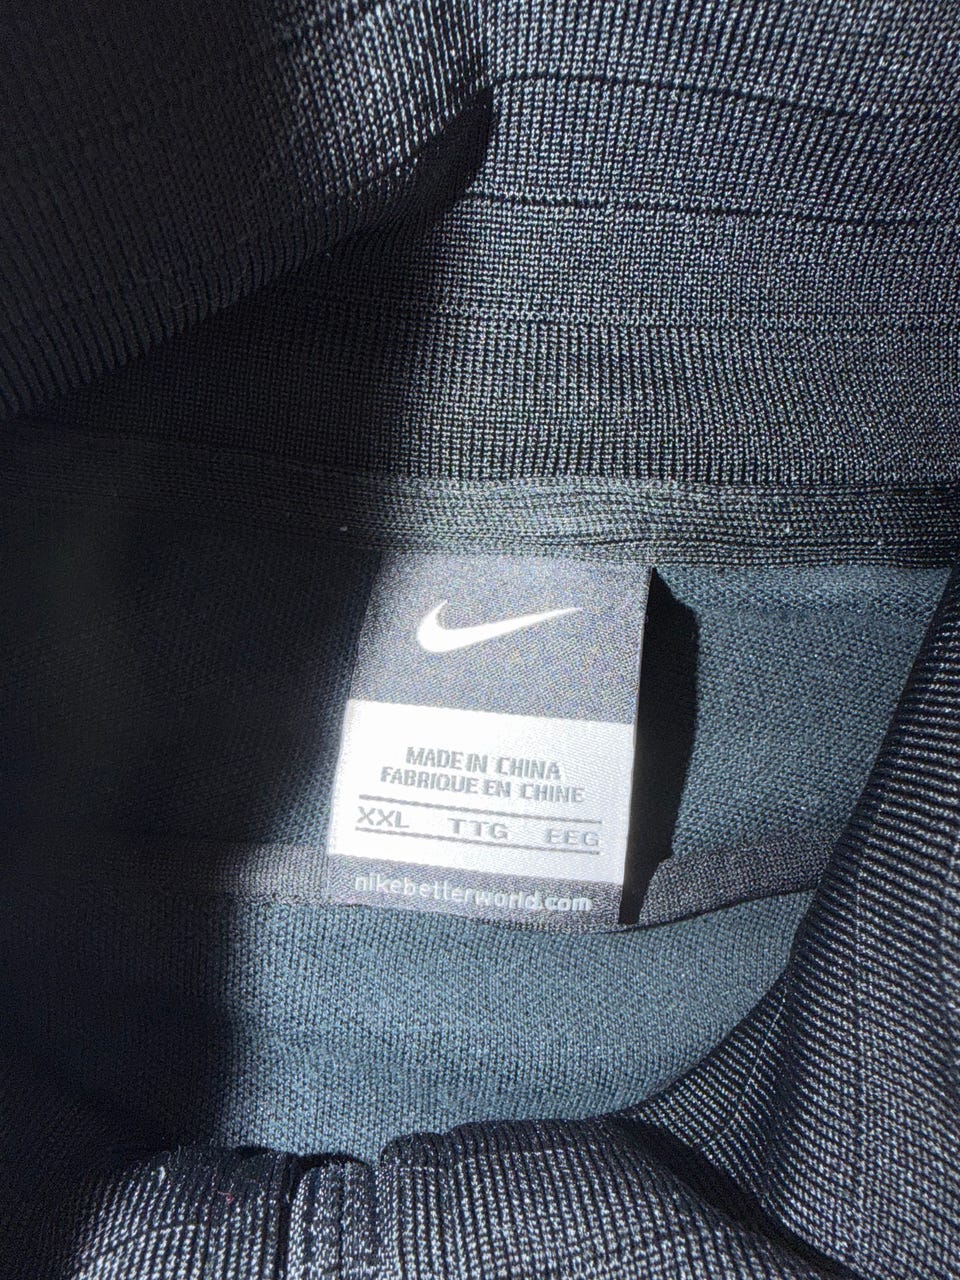 MADE IN CHINA
FABRIQUE EN CHINE
XXL TTG EEG
nikebetterworld.com